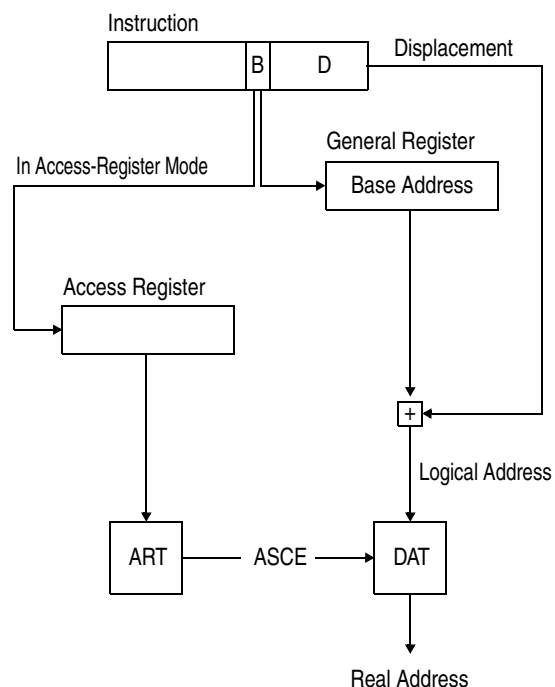 Instruction
B
D
Displacement
In Access-Register Mode
General Register
Base Address
Access Register
+
Logical Address
ART
ASCE
DAT
Real Address